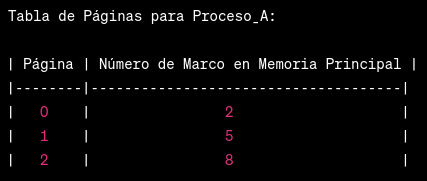 Tabla de Páginas para Proceso_A:
| Página | Número de Marco en Memoria Principal |
|--------|-------------------------------------|
| 0 | 2 |
| 1 | 5 |
| 2 | 8 |